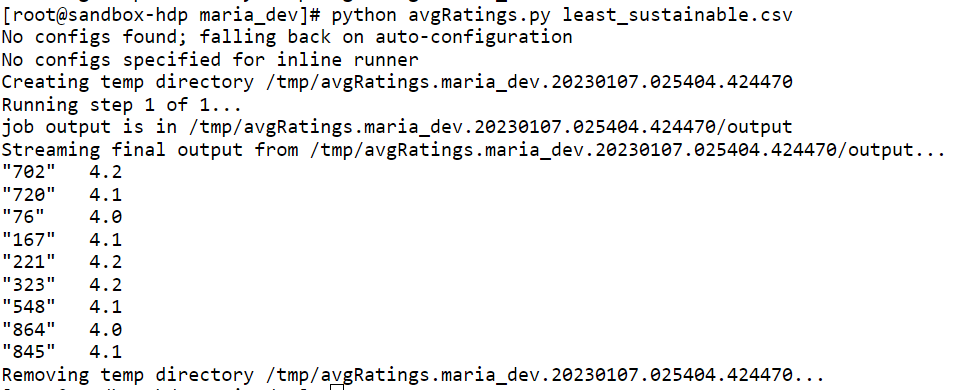 [root@sandbox-hdp maria_dev]# python avgRatings.py least_sustainable.csv
No configs found; falling back on auto-configuration
No configs specified for inline runner
Creating temp directory /tmp/avgRatings.maria_dev.20230107.025404.424470
Running step 1 of 1...
job output is in /tmp/avgRatings.maria_dev.20230107.025404.424470/output
Streaming final output from /tmp/avgRatings.maria_dev.20230107.025404.424470/output...
"702" 4.2
"720" 4.1
"76" 4.0
"167" 4.1
"221" 4.2
"323" 4.2
"548" 4.1
"864" 4.0
"845" 4.1
Removing temp directory /tmp/avgRatings.maria_dev.20230107.025404.424470...